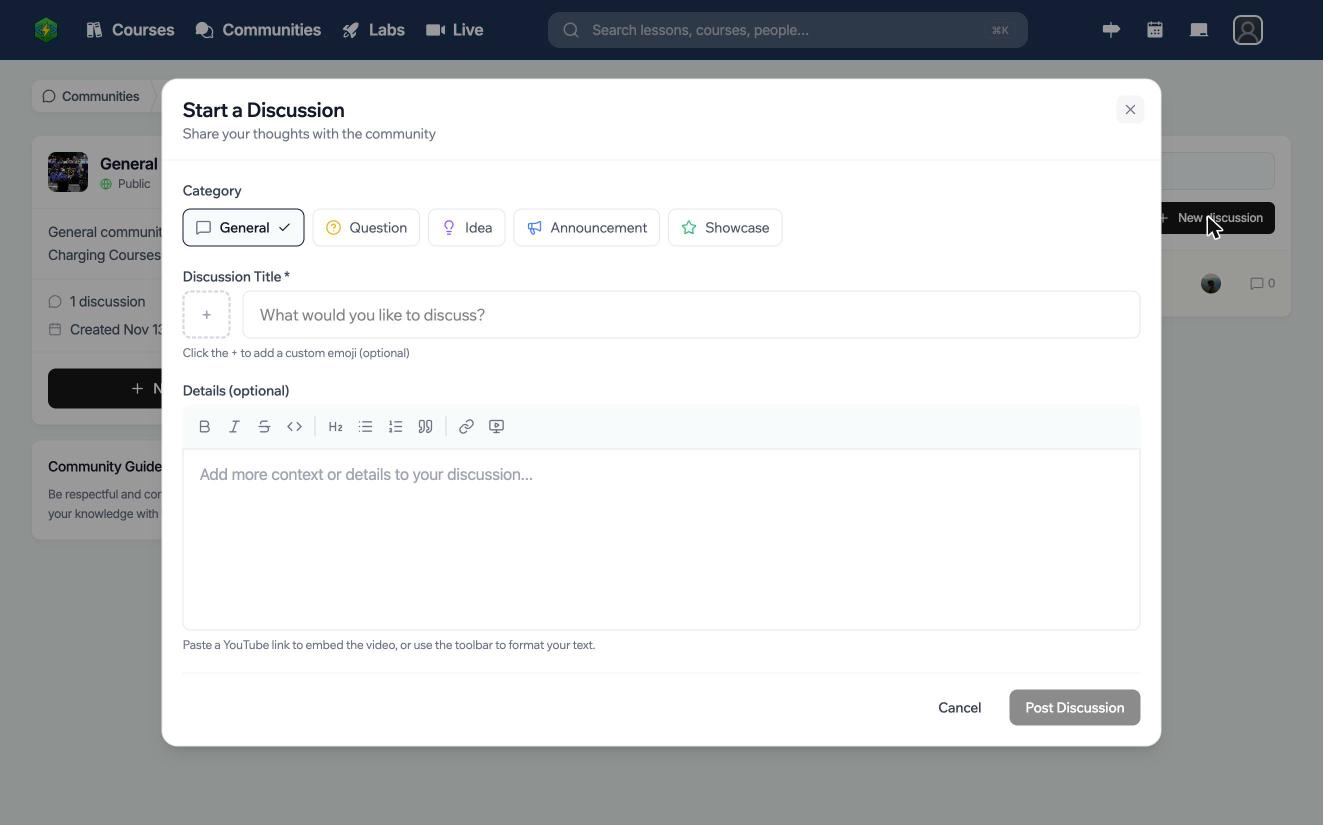 Courses
Communities
Labs
Live
Search lessons, courses, people...
⌘K
Communities
Start a Discussion
Share your thoughts with the community
General
Public
General
Charging Courses
1 discussion
Created Nov
Community
Be respectful and
your knowledge with
New discussion
0
Category
General
Question
Idea
Announcement
Showcase
Discussion Title *
+
What would you like to discuss?
Click the + to add a custom emoji (optional)
Details (optional)
B I S <> H2
Add more context or details to your discussion...
Paste a YouTube link to embed the video, or use the toolbar to format your text.
Cancel
Post Discussion